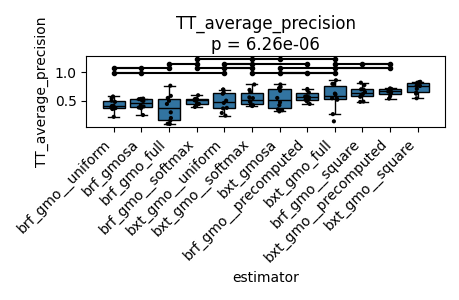 TT_average_precision
p = 6.26e-06
TT_average_precision
1.0
0.5
brf_gmo__uniform
brf_gmosa
brf_gmo_full
brf_gmo__softmax
bxt_gmo__uniform
bxt_gmo__softmax
bxt_gmosa
brf_gmo__precomputed
bxt_gmo_full
brf_gmo__square
bxt_gmo__precomputed
bxt_gmo__square
estimator